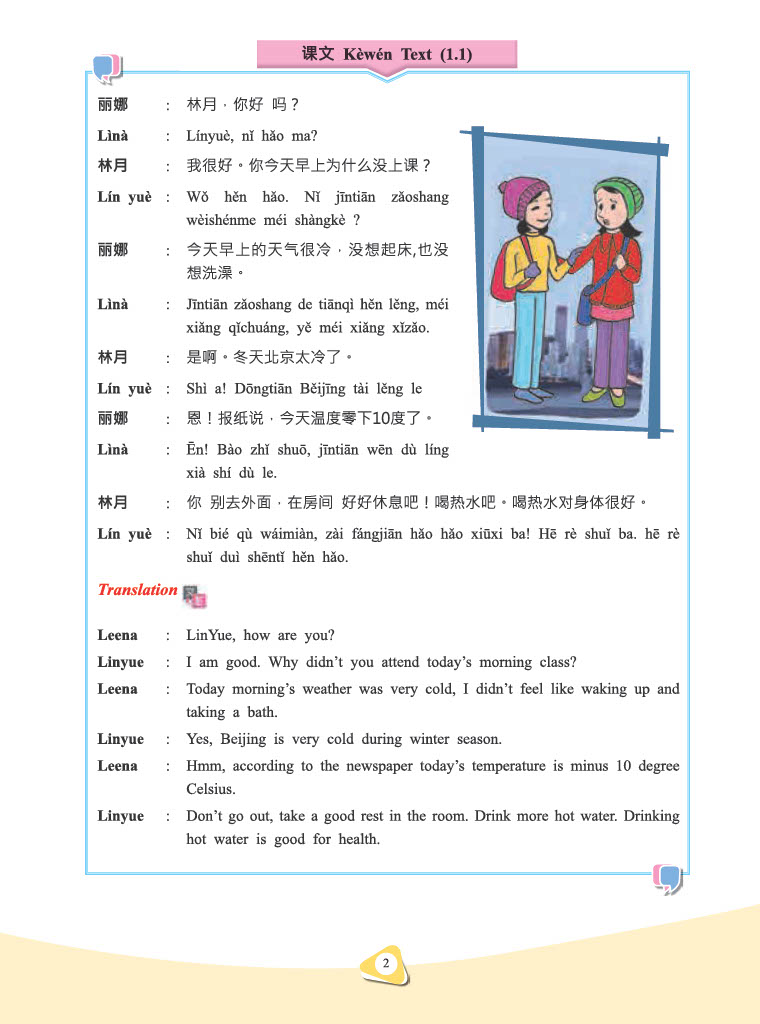 课文 Kèwén Text (1.1)
丽娜 : 林月，你好 吗？
Lìnà : Línyuè, nǐ hǎo ma?
林月 : 我很好。你今天早上为什么没上课？
Lín yuè : Wǒ hěn hǎo. Nǐ jīntiān zǎoshang
wèishénme méi shàngkè ?
丽娜 : 今天早上的天气很冷，没想起床,也没
想洗澡。
Lìnà : Jīntiān zǎoshang de tiānqì hěn lěng, méi
xiǎng qǐchuáng, yě méi xiǎng xǐzǎo.
林月 : 是啊。冬天北京太冷了。
Lín yuè : Shì a! Dōngtiān Běijīng tài lěng le
丽娜 : 恩！报纸说，今天温度零下10度了。
Lìnà : Ēn! Bào zhǐ shuō, jīntiān wēn dù líng
xià shí dù le.
林月 : 你 别去外面，在房间 好好休息吧！喝热水吧。喝热水对身体很好。
Lín yuè : Nǐ bié qù wáimiàn, zài fángjiān hǎo hǎo xiūxi ba! Hē rè shuǐ ba. hē rè
shuǐ duì shēntǐ hěn hǎo.
Translation
Leena : LinYue, how are you?
Linyue : I am good. Why didn’t you attend today’s morning class?
Leena : Today morning’s weather was very cold, I didn’t feel like waking up and
taking a bath.
Linyue : Yes, Beijing is very cold during winter season.
Leena : Hmm, according to the newspaper today’s temperature is minus 10 degree
Celsius.
Linyue : Don’t go out, take a good rest in the room. Drink more hot water. Drinking
hot water is good for health.
2